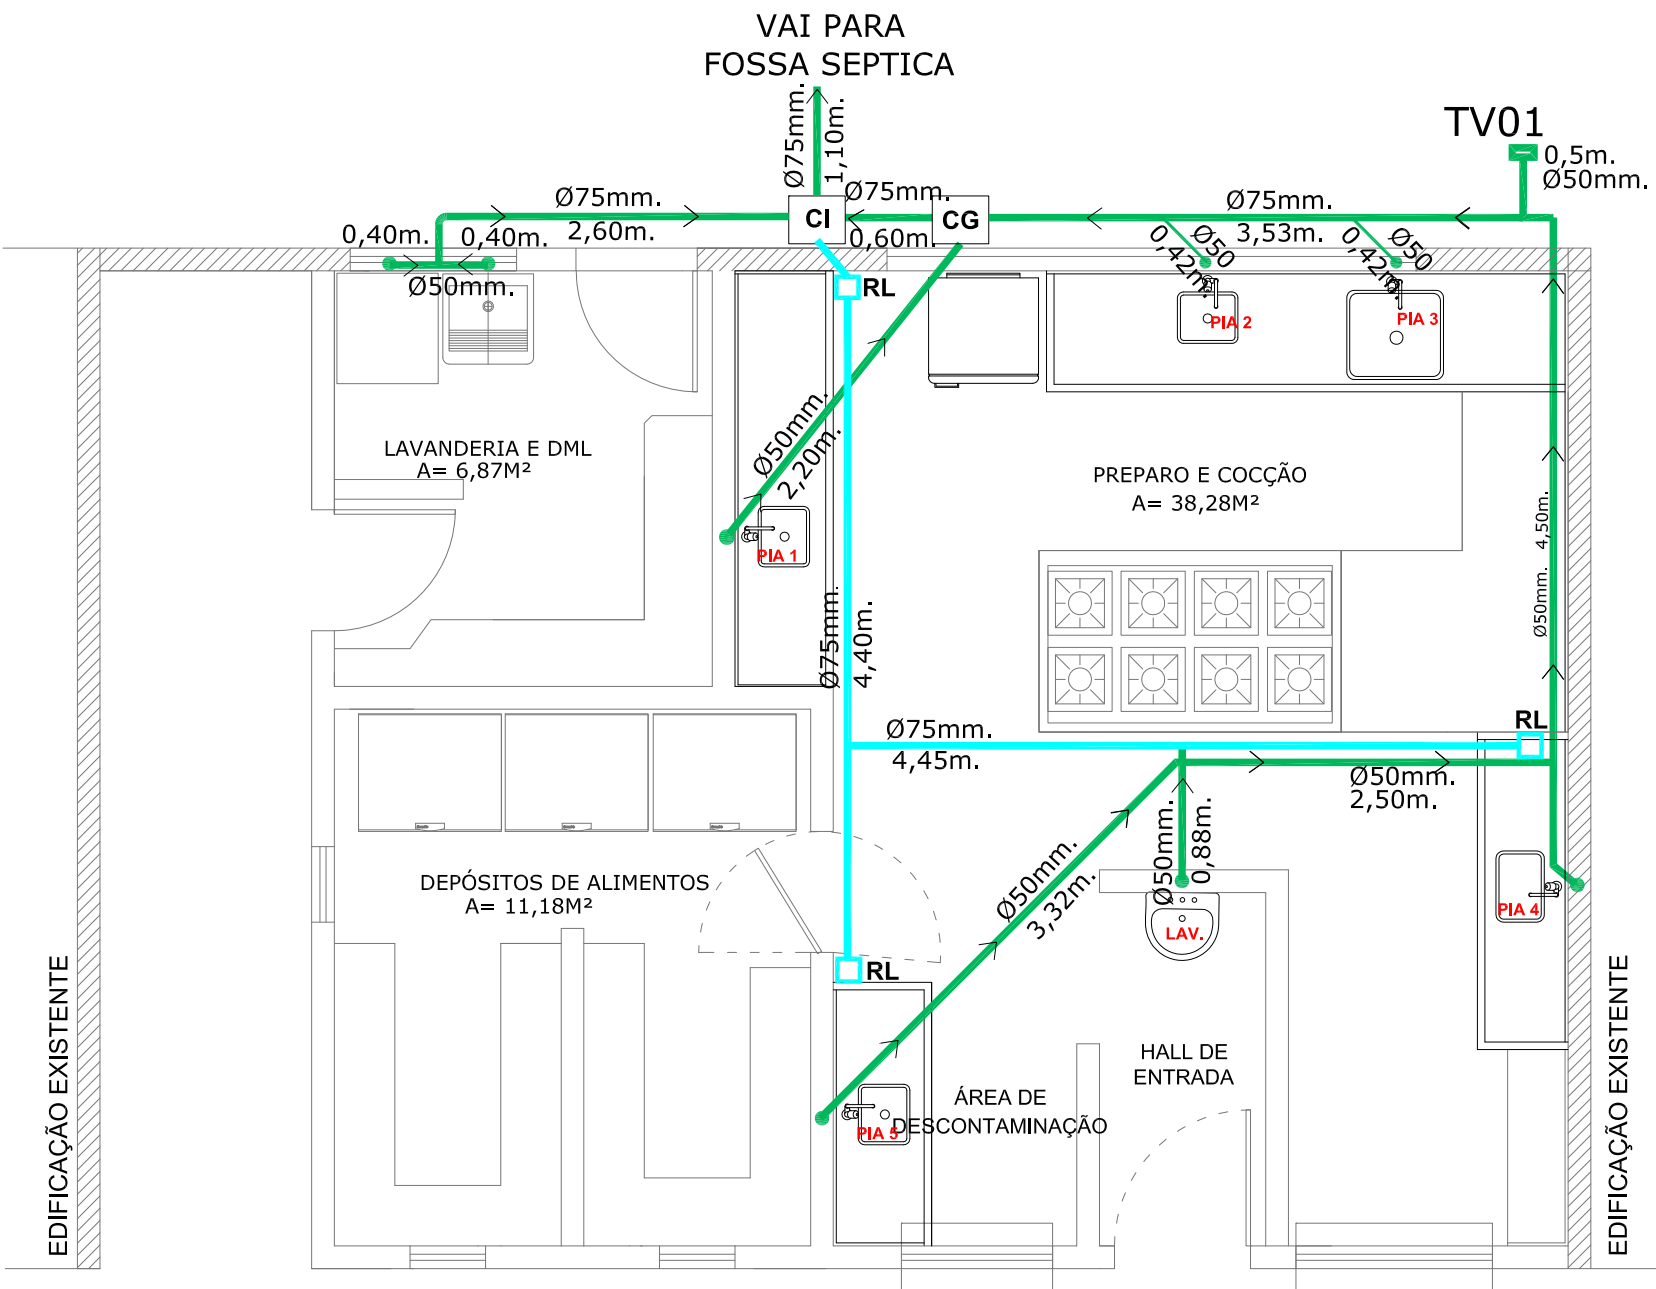 VAI PARA
FOSSA SEPTICA
TV01
0,5m.
Ø50mm.
Ø75mm.
1,10m.
Ø75mm.
2,60m.
Ø75mm.
0,60m.
Ø75mm.
3,53m.
CI
CG
0,40m.
0,40m.
Ø50mm.
Ø50
0,42m.
Ø50
0,42m.
RL
PIA 2
PIA 3
LAVANDERIA E DML
A= 6,87M²
Ø50mm.
2,20m.
PIA 1
PREPARO E COCÇÃO
A= 38,28M²
Ø50mm. 4,50m.
Ø75mm.
4,40m.
Ø75mm.
4,45m.
RL
Ø50mm.
2,50m.
Ø50mm.
0,88m.
Ø50mm.
3,32m.
DEPÓSITOS DE ALIMENTOS
A= 11,18M²
PIA 4
LAV.
RL
EDIFICAÇÃO EXISTENTE
EDIFICAÇÃO EXISTENTE
HALL DE
ENTRADA
ÁREA DE
DESCONTAMINAÇÃO
PIA 5